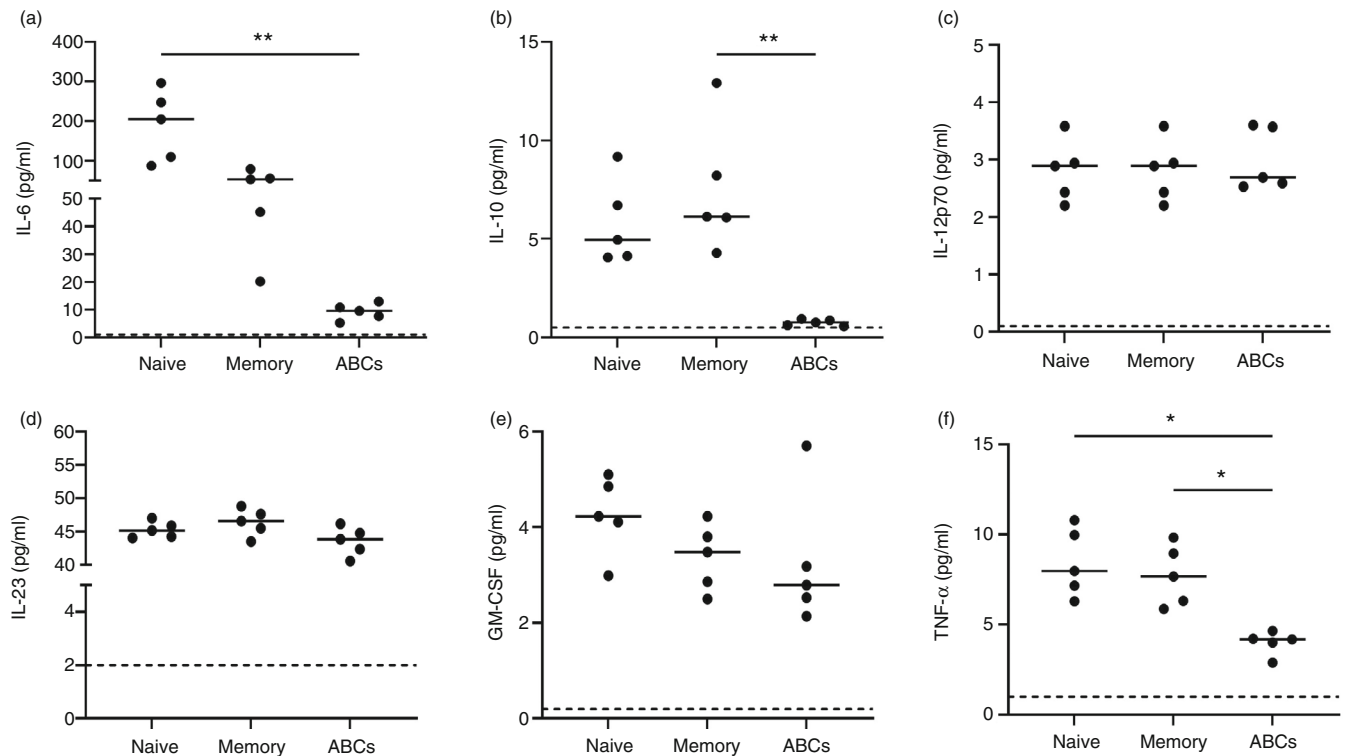 (a)
IL-6 (pg/ml)
400
300
200
100
50
40
30
20
10
0
**
Naive Memory ABCs
(b)
IL-10 (pg/ml)
15
10
5
0
**
Naive Memory ABCs
(c)
IL-12p70 (pg/ml)
5
4
3
2
1
0
Naive Memory ABCs
(d)
IL-23 (pg/ml)
60
55
50
45
40
4
2
0
Naive Memory ABCs
(e)
GM-CSF (pg/ml)
6
4
2
0
Naive Memory ABCs
(f)
TNF-α (pg/ml)
15
10
5
0
*
*
Naive Memory ABCs